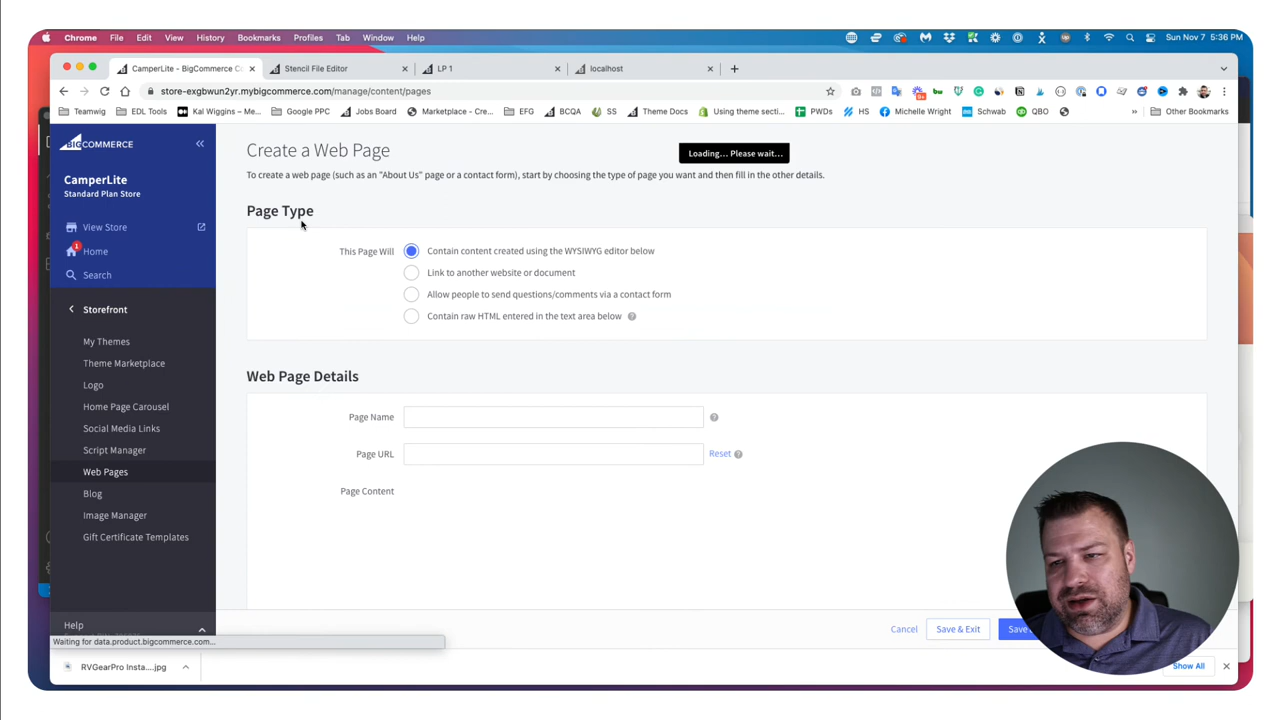 Chrome File Edit View History Bookmarks Profiles Tab Window Help Sun Nov 7 5:36 PM
CamperLite - BigCommerce Co Stencil File Editor LP 1 localhost
store-exgbwun2yr.mybigcommerce.com/manage/content/pages
Teamwig EDL Tools Kal Wiggins – Me... Google PPC Jobs Board Marketplace - Cre... EFG BCQA SS Theme Docs Using theme secti... PWDs HS Michelle Wright Schwab QBO Other Bookmarks
BIGCOMMERCE
CamperLite
Standard Plan Store
View Store
1
Home
Search
Storefront
My Themes
Theme Marketplace
Logo
Home Page Carousel
Social Media Links
Script Manager
Web Pages
Blog
Image Manager
Gift Certificate Templates
Help
Create a Web Page
Loading... Please wait...
To create a web page (such as an "About Us" page or a contact form), start by choosing the type of page you want and then fill in the other details.
Page Type
This Page Will Contain content created using the WYSIWYG editor below
Link to another website or document
Allow people to send questions/comments via a contact form
Contain raw HTML entered in the text area below
Web Page Details
Page Name
Page URL Reset
Page Content
Cancel Save & Exit Save
Waiting for data.product.bigcommerce.com...
RVGearPro Insta....jpg Show All